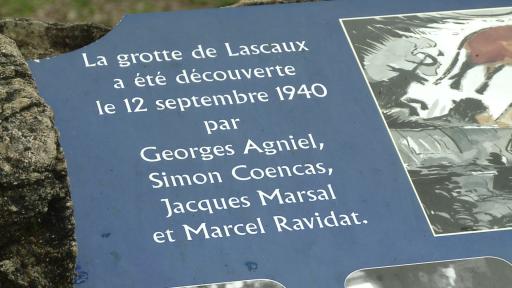 La grotte de Lascaux
a été découverte
le 12 septembre 1940
par
Georges Agniel,
Simon Coencas,
Jacques Marsal
et Marcel Ravidat.